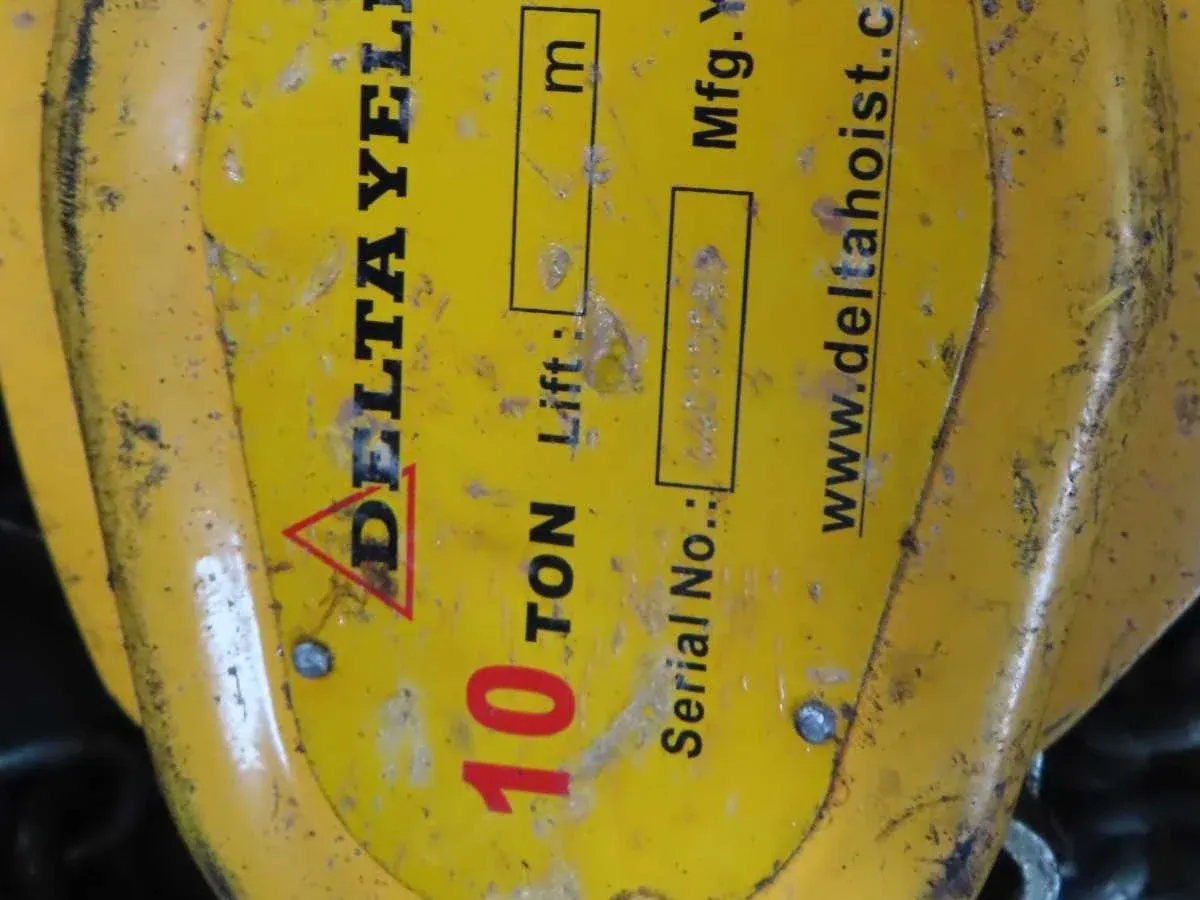 DELTA YEL
10 TON Lift : m
Serial No.: Mfg.Y
www.deltahoist.c